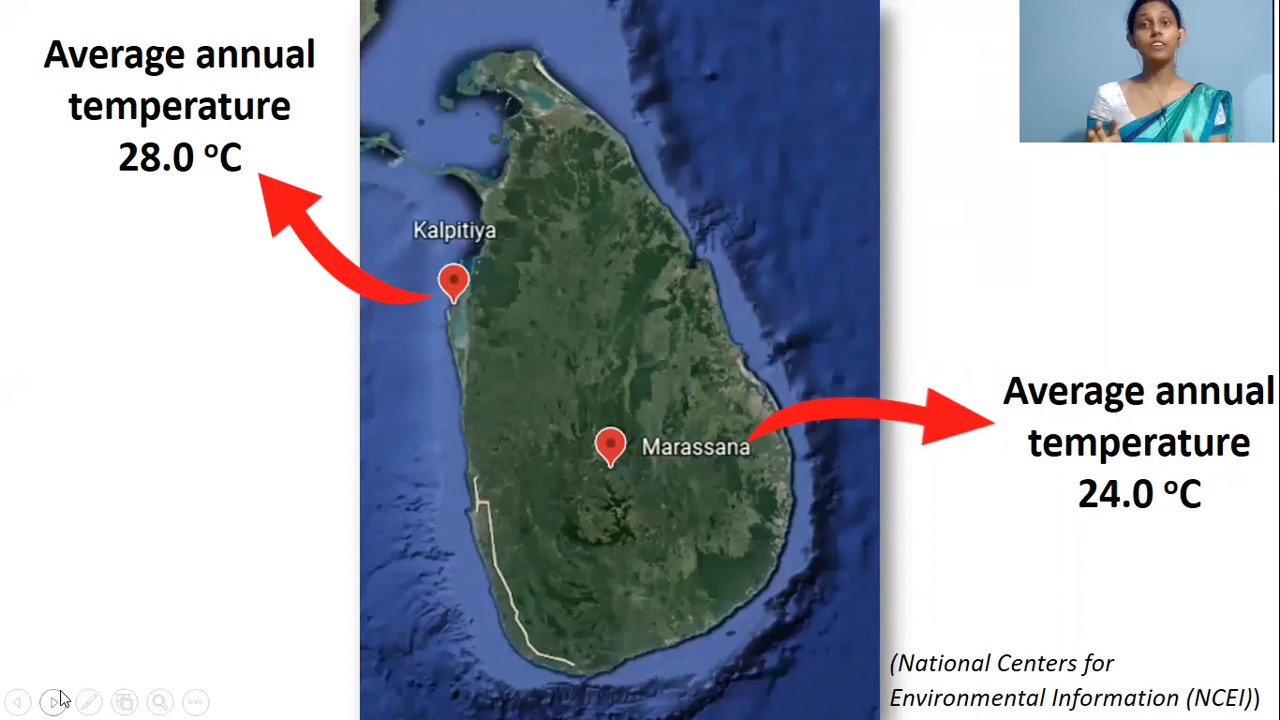 Average annual
temperature
28.0 ºC
Kalpitiya
Marassana
Average annual
temperature
24.0 ºC
(National Centers for
Environmental Information (NCEI))